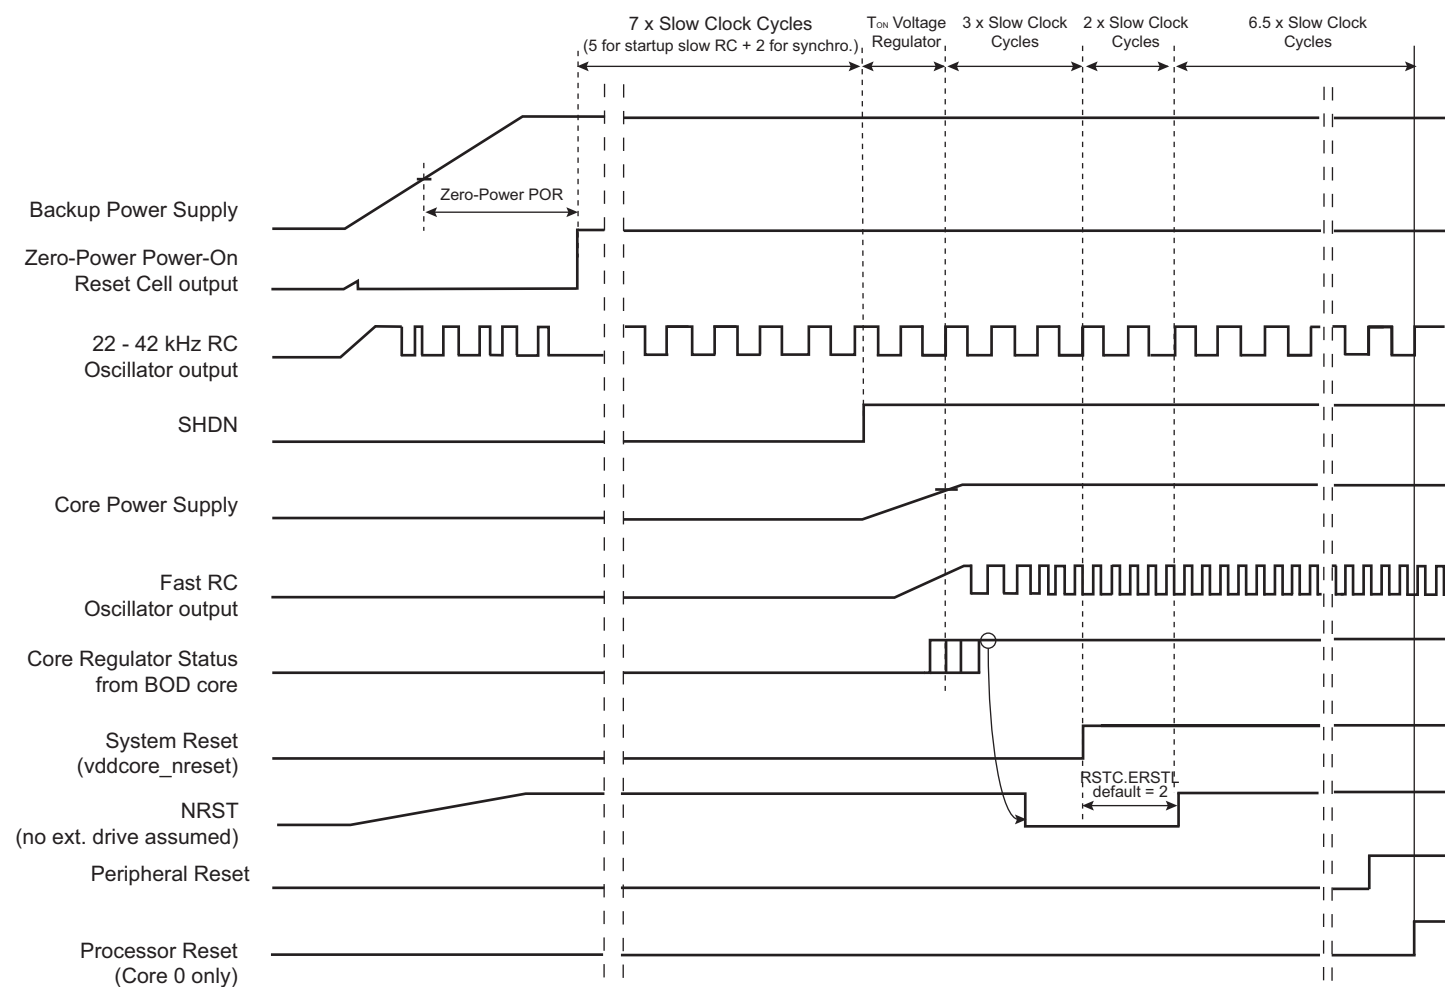 7 x Slow Clock Cycles
(5 for startup slow RC + 2 for synchro.)
TON Voltage
Regulator
3 x Slow Clock
Cycles
2 x Slow Clock
Cycles
6.5 x Slow Clock
Cycles
Zero-Power POR
Backup Power Supply
Zero-Power Power-On
Reset Cell output
22 - 42 kHz RC
Oscillator output
SHDN
Core Power Supply
Fast RC
Oscillator output
Core Regulator Status
from BOD core
System Reset
(vddcore_nreset)
RSTC.ERSTL
default = 2
NRST
(no ext. drive assumed)
Peripheral Reset
Processor Reset
(Core 0 only)